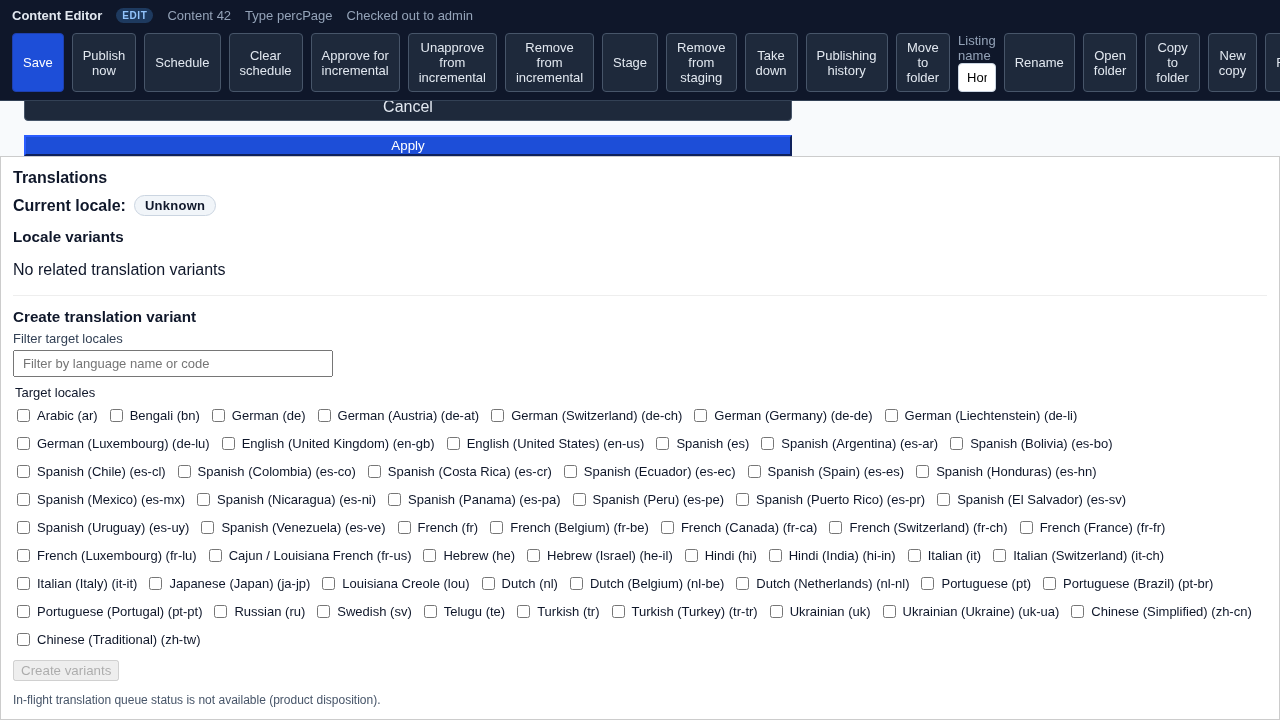 Content Editor EDIT Content 42 Type percPage Checked out to admin
Save
Publish now
Schedule
Clear schedule
Approve for incremental
Unapprove from incremental
Remove from incremental
Stage
Remove from staging
Take down
Publishing history
Move to folder
Listing name
Hor
Rename
Open folder
Copy to folder
New copy
Cancel
Apply
Translations
Current locale: Unknown
Locale variants
No related translation variants
Create translation variant
Filter target locales
Filter by language name or code
Target locales
Arabic (ar) Bengali (bn) German (de) German (Austria) (de-at) German (Switzerland) (de-ch) German (Germany) (de-de) German (Liechtenstein) (de-li)
German (Luxembourg) (de-lu) English (United Kingdom) (en-gb) English (United States) (en-us) Spanish (es) Spanish (Argentina) (es-ar) Spanish (Bolivia) (es-bo)
Spanish (Chile) (es-cl) Spanish (Colombia) (es-co) Spanish (Costa Rica) (es-cr) Spanish (Ecuador) (es-ec) Spanish (Spain) (es-es) Spanish (Honduras) (es-hn)
Spanish (Mexico) (es-mx) Spanish (Nicaragua) (es-ni) Spanish (Panama) (es-pa) Spanish (Peru) (es-pe) Spanish (Puerto Rico) (es-pr) Spanish (El Salvador) (es-sv)
Spanish (Uruguay) (es-uy) Spanish (Venezuela) (es-ve) French (fr) French (Belgium) (fr-be) French (Canada) (fr-ca) French (Switzerland) (fr-ch) French (France) (fr-fr)
French (Luxembourg) (fr-lu) Cajun / Louisiana French (fr-us) Hebrew (he) Hebrew (Israel) (he-il) Hindi (hi) Hindi (India) (hi-in) Italian (it) Italian (Switzerland) (it-ch)
Italian (Italy) (it-it) Japanese (Japan) (ja-jp) Louisiana Creole (lou) Dutch (nl) Dutch (Belgium) (nl-be) Dutch (Netherlands) (nl-nl) Portuguese (pt) Portuguese (Brazil) (pt-br)
Portuguese (Portugal) (pt-pt) Russian (ru) Swedish (sv) Telugu (te) Turkish (tr) Turkish (Turkey) (tr-tr) Ukrainian (uk) Ukrainian (Ukraine) (uk-ua) Chinese (Simplified) (zh-cn)
Chinese (Traditional) (zh-tw)
Create variants
In-flight translation queue status is not available (product disposition).